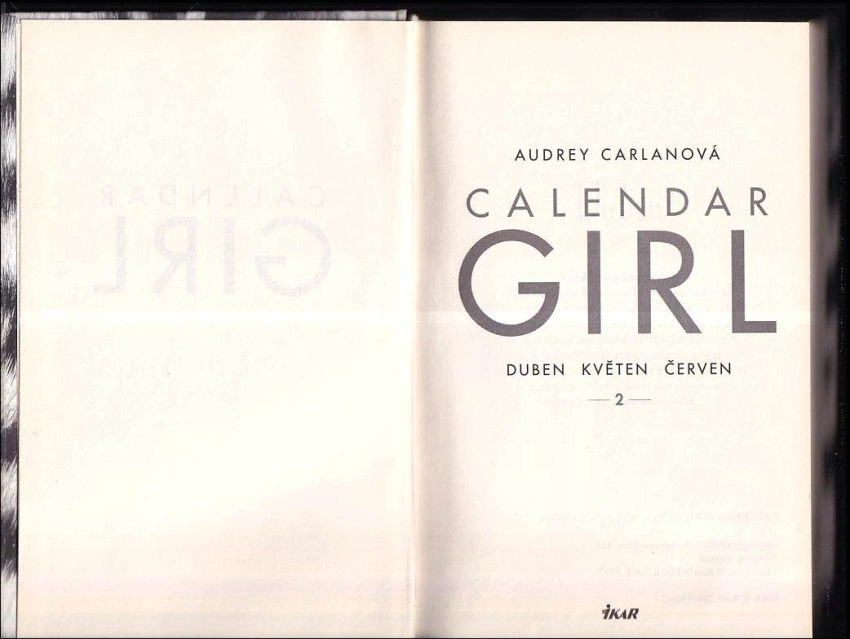 AUDREY CARLANOVÁ
CALENDAR
GIRL
DUBEN KVĚTEN ČERVEN
2
IKAR